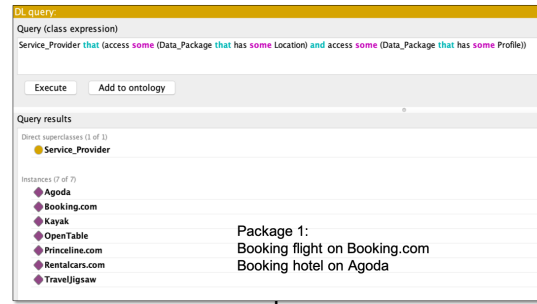 DL query:
Query (class expression)
Service_Provider that (access some (Data_Package that has some Location) and access some (Data_Package that has some Profile))
Execute Add to ontology
Query results
Direct superclasses (1 of 1)
Service_Provider
Instances (7 of 7)
Agoda
Booking.com
Kayak
OpenTable
Princeline.com
Rentalcars.com
TravelJigsaw
Package 1:
Booking flight on Booking.com
Booking hotel on Agoda